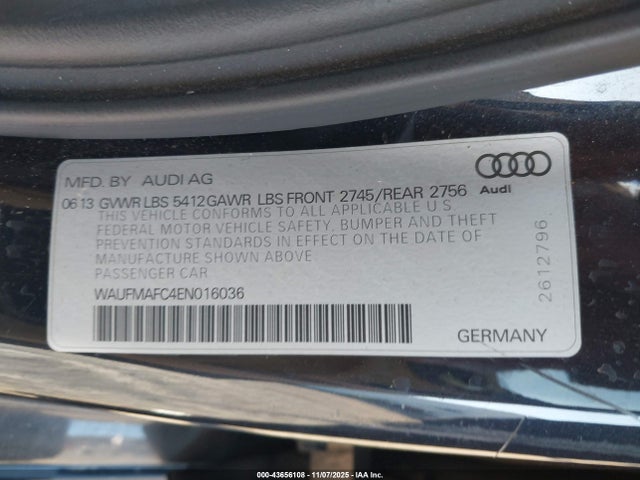 MFD. BY AUDI AG
0613 GVWR LBS 5412 GAWR LBS FRONT 2745/REAR 2756
THIS VEHICLE CONFORMS TO ALL APPLICABLE U.S.
FEDERAL MOTOR VEHICLE SAFETY, BUMPER AND THEFT
PREVENTION STANDARDS IN EFFECT ON THE DATE OF
MANUFACTURE SHOWN ABOVE
PASSENGER CAR
WAUFMAFC4EN016036
Audi
2612796
GERMANY
000-43656108 - 11/07/2025 - IAA Inc.